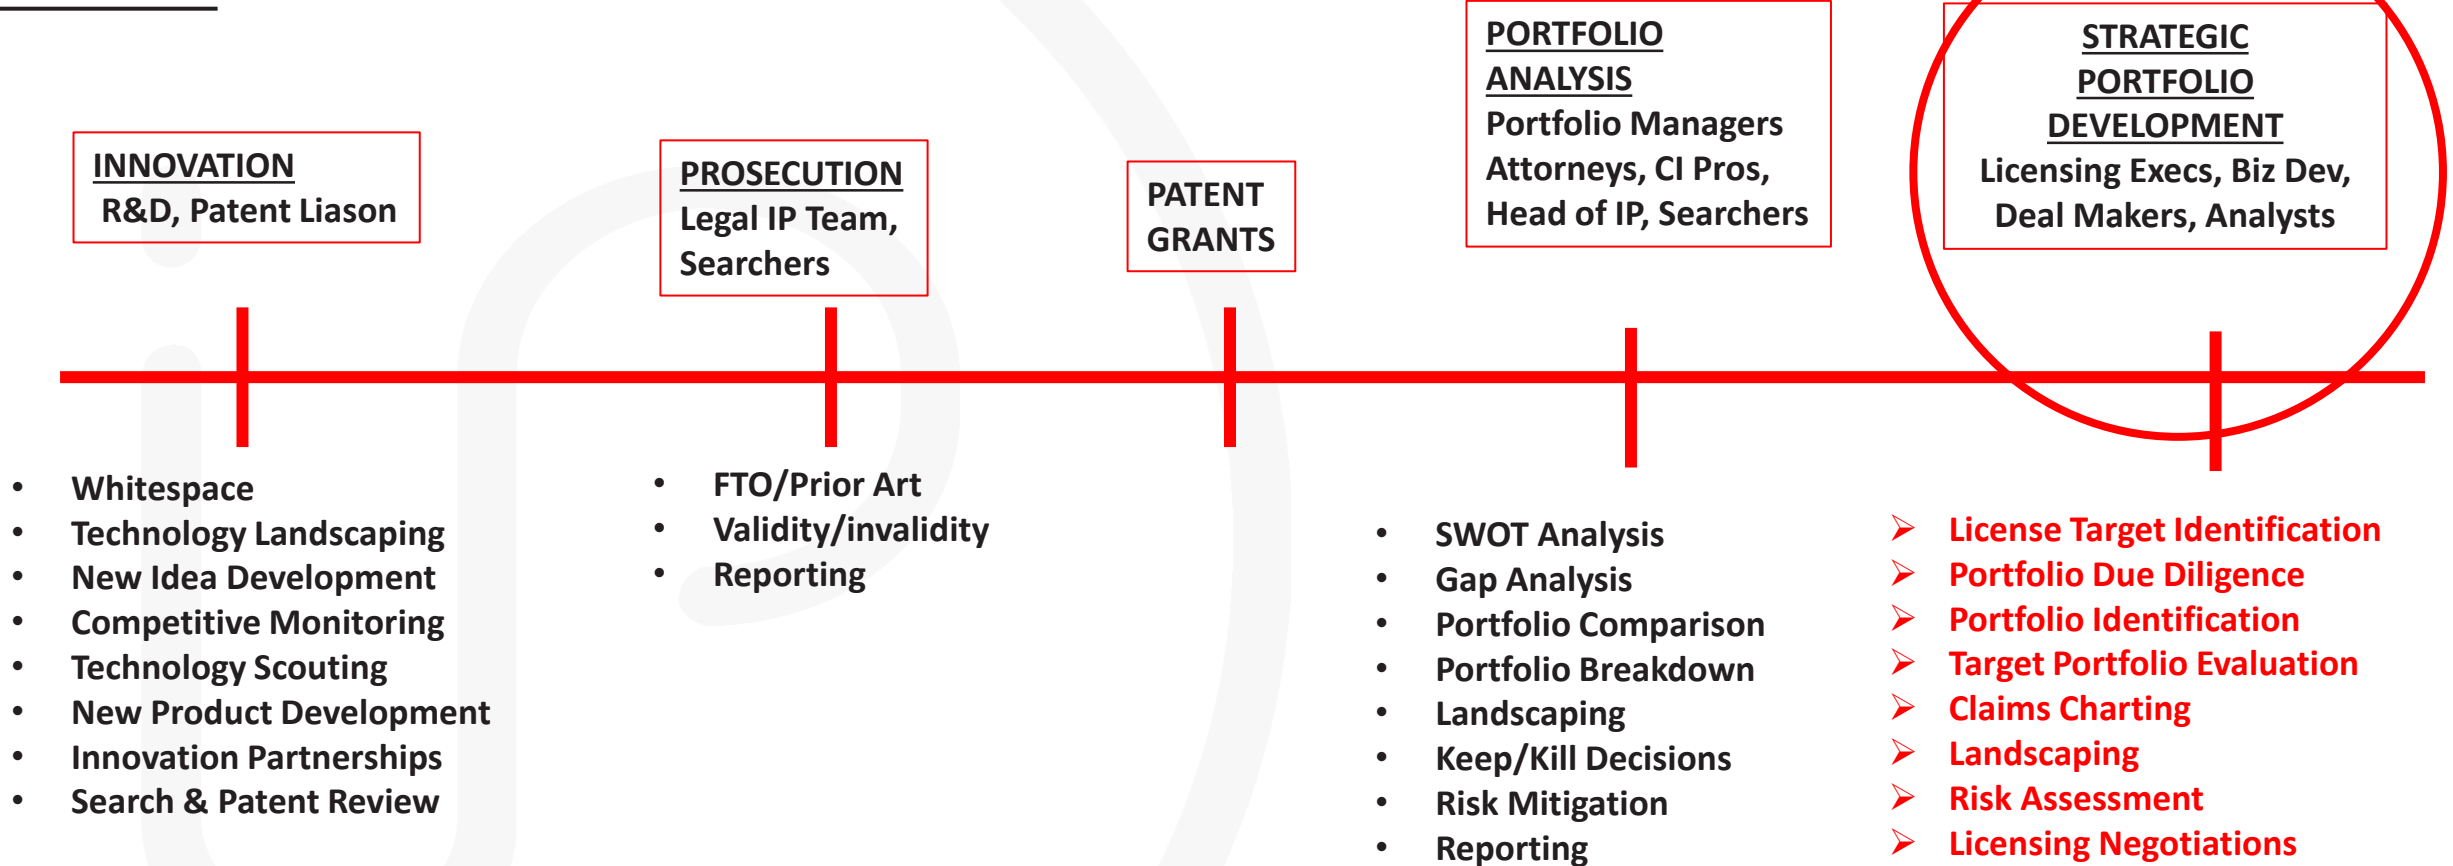 INNOVATION
R&D, Patent Liason
PROSECUTION
Legal IP Team,
Searchers
PATENT
GRANTS
PORTFOLIO
ANALYSIS
Portfolio Managers
Attorneys, CI Pros,
Head of IP, Searchers
STRATEGIC
PORTFOLIO
DEVELOPMENT
Licensing Execs, Biz Dev,
Deal Makers, Analysts
• Whitespace
• Technology Landscaping
• New Idea Development
• Competitive Monitoring
• Technology Scouting
• New Product Development
• Innovation Partnerships
• Search & Patent Review
• FTO/Prior Art
• Validity/invalidity
• Reporting
• SWOT Analysis
• Gap Analysis
• Portfolio Comparison
• Portfolio Breakdown
• Landscaping
• Keep/Kill Decisions
• Risk Mitigation
• Reporting
➢ License Target Identification
➢ Portfolio Due Diligence
➢ Portfolio Identification
➢ Target Portfolio Evaluation
➢ Claims Charting
➢ Landscaping
➢ Risk Assessment
➢ Licensing Negotiations